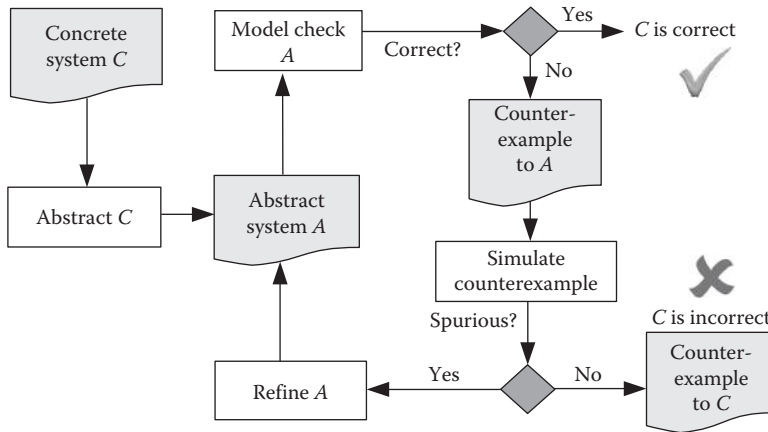 Concrete
system C
Model check
A
Correct?
Yes
C is correct
No
Counter-
example
to A
Abstract C
Abstract
system A
Simulate
counterexample
Spurious?
C is incorrect
Refine A
Yes
No
Counter-
example
to C